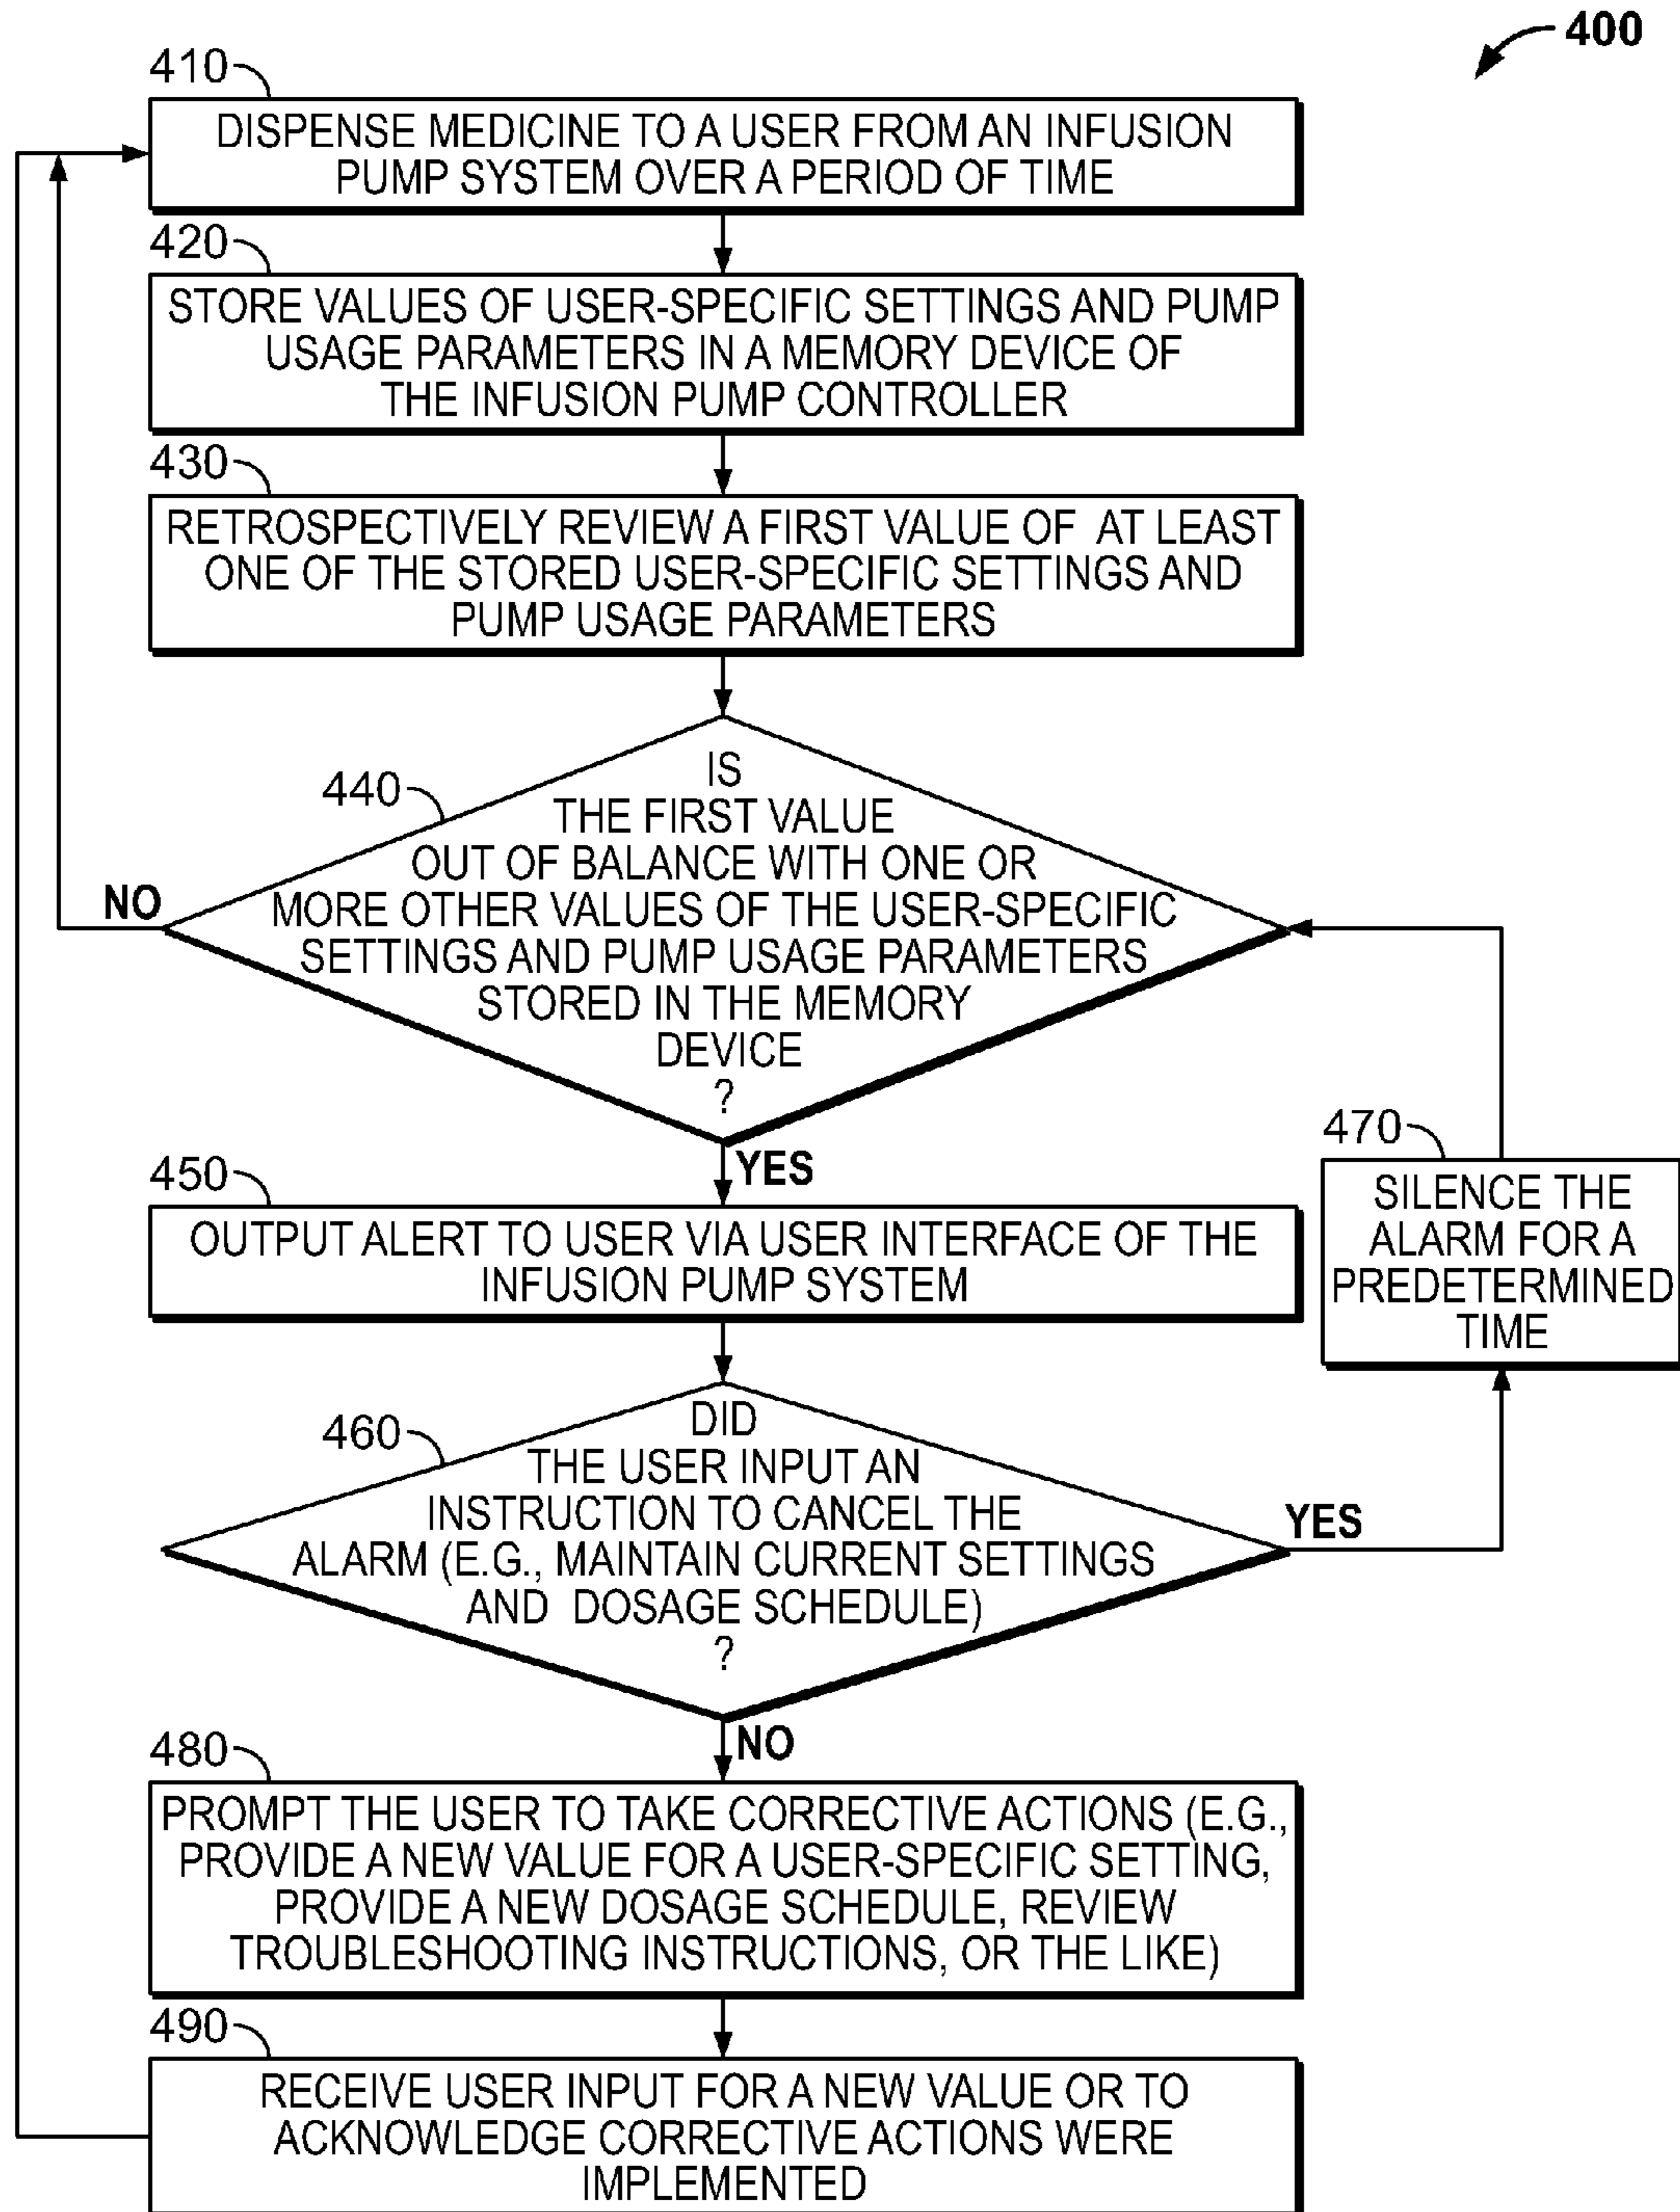 400
410
DISPENSE MEDICINE TO A USER FROM AN INFUSION
PUMP SYSTEM OVER A PERIOD OF TIME
420
STORE VALUES OF USER-SPECIFIC SETTINGS AND PUMP
USAGE PARAMETERS IN A MEMORY DEVICE OF
THE INFUSION PUMP CONTROLLER
430
RETROSPECTIVELY REVIEW A FIRST VALUE OF AT LEAST
ONE OF THE STORED USER-SPECIFIC SETTINGS AND
PUMP USAGE PARAMETERS
440
IS
THE FIRST VALUE
OUT OF BALANCE WITH ONE OR
MORE OTHER VALUES OF THE USER-SPECIFIC
SETTINGS AND PUMP USAGE PARAMETERS
STORED IN THE MEMORY
DEVICE
?
NO
YES
450
OUTPUT ALERT TO USER VIA USER INTERFACE OF THE
INFUSION PUMP SYSTEM
460
DID
THE USER INPUT AN
INSTRUCTION TO CANCEL THE
ALARM (E.G., MAINTAIN CURRENT SETTINGS
AND DOSAGE SCHEDULE)
?
YES
470
SILENCE THE
ALARM FOR A
PREDETERMINED
TIME
NO
480
PROMPT THE USER TO TAKE CORRECTIVE ACTIONS (E.G.,
PROVIDE A NEW VALUE FOR A USER-SPECIFIC SETTING,
PROVIDE A NEW DOSAGE SCHEDULE, REVIEW
TROUBLESHOOTING INSTRUCTIONS, OR THE LIKE)
490
RECEIVE USER INPUT FOR A NEW VALUE OR TO
ACKNOWLEDGE CORRECTIVE ACTIONS WERE
IMPLEMENTED